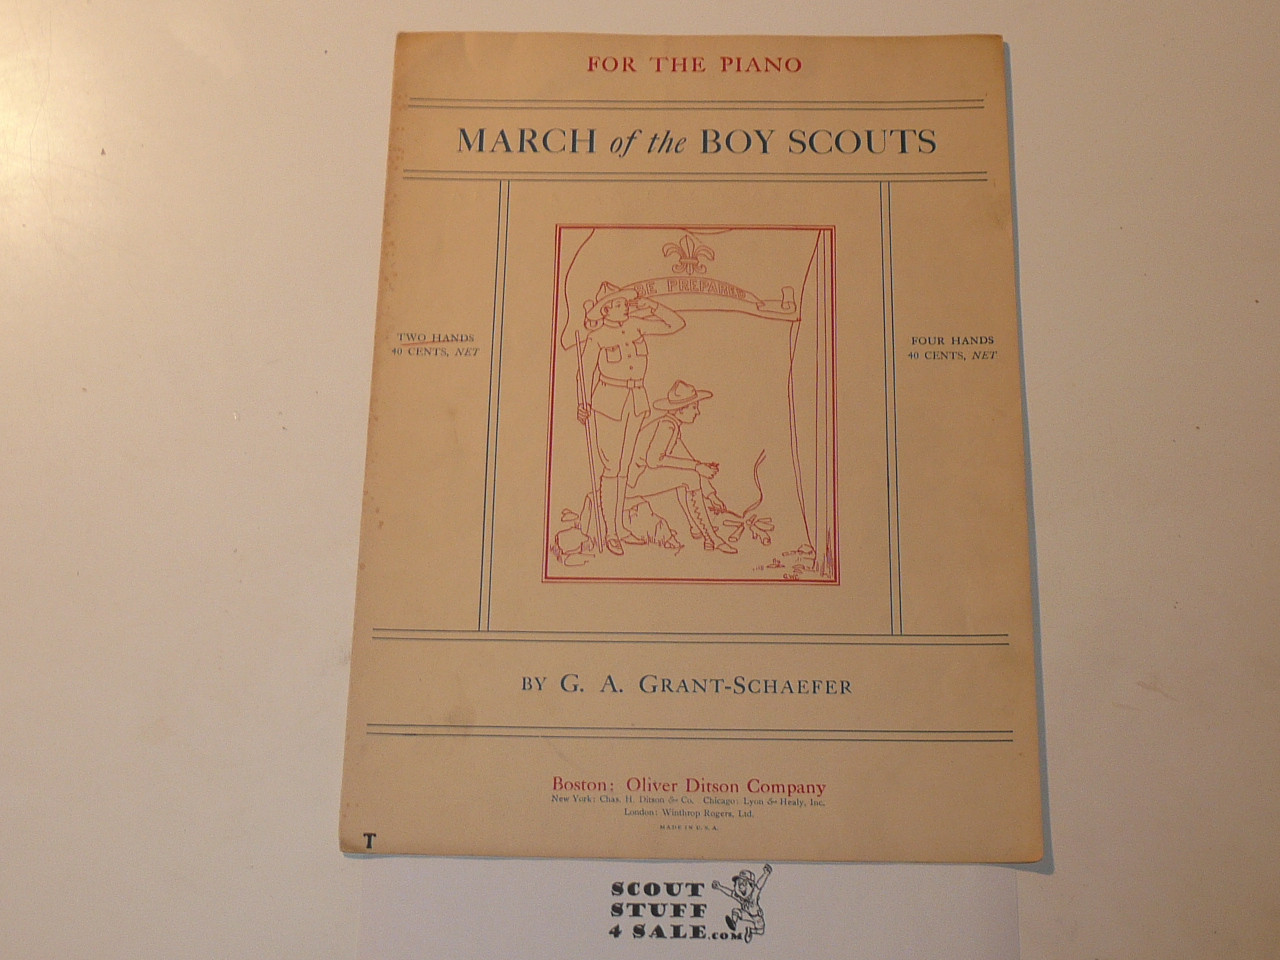 FOR THE PIANO
MARCH of the BOY SCOUTS
BE PREPARED
TWO HANDS
40 CENTS, NET
FOUR HANDS
40 CENTS, NET
BY G. A. GRANT-SCHAEFER
Boston: Oliver Ditson Company
New York: Chas. H. Ditson & Co. Chicago: Lyon & Healy, Inc.
London: Winthrop Rogers, Ltd.
MADE IN U. S. A.
T
SCOUT
STUFF
4 SALE.COM